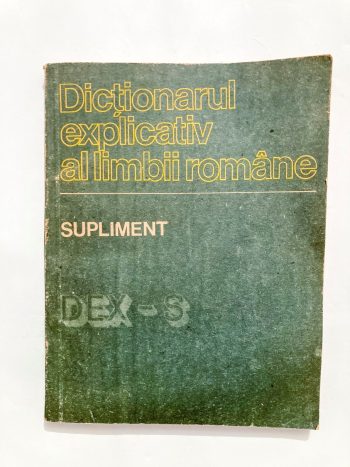 Dicționarul
explicativ
al limbii române
SUPLIMENT
DEX - S